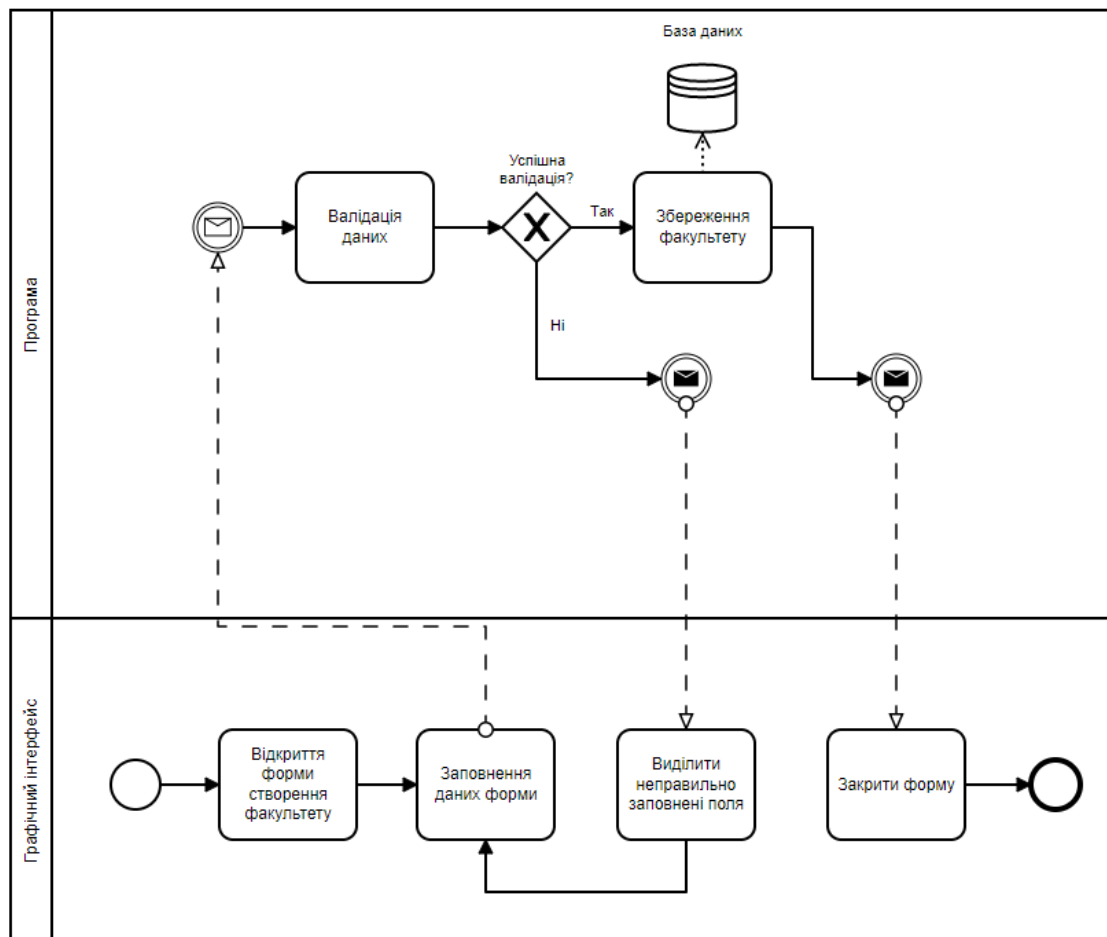 Програма
База даних
Успішна
валідація?
Валідація
даних
Так
Збереження
факультету
Ні
Графічний інтерфейс
Відкриття
форми
створення
факультету
Заповнення
даних форми
Виділити
неправильно
заповнені поля
Закрити форму